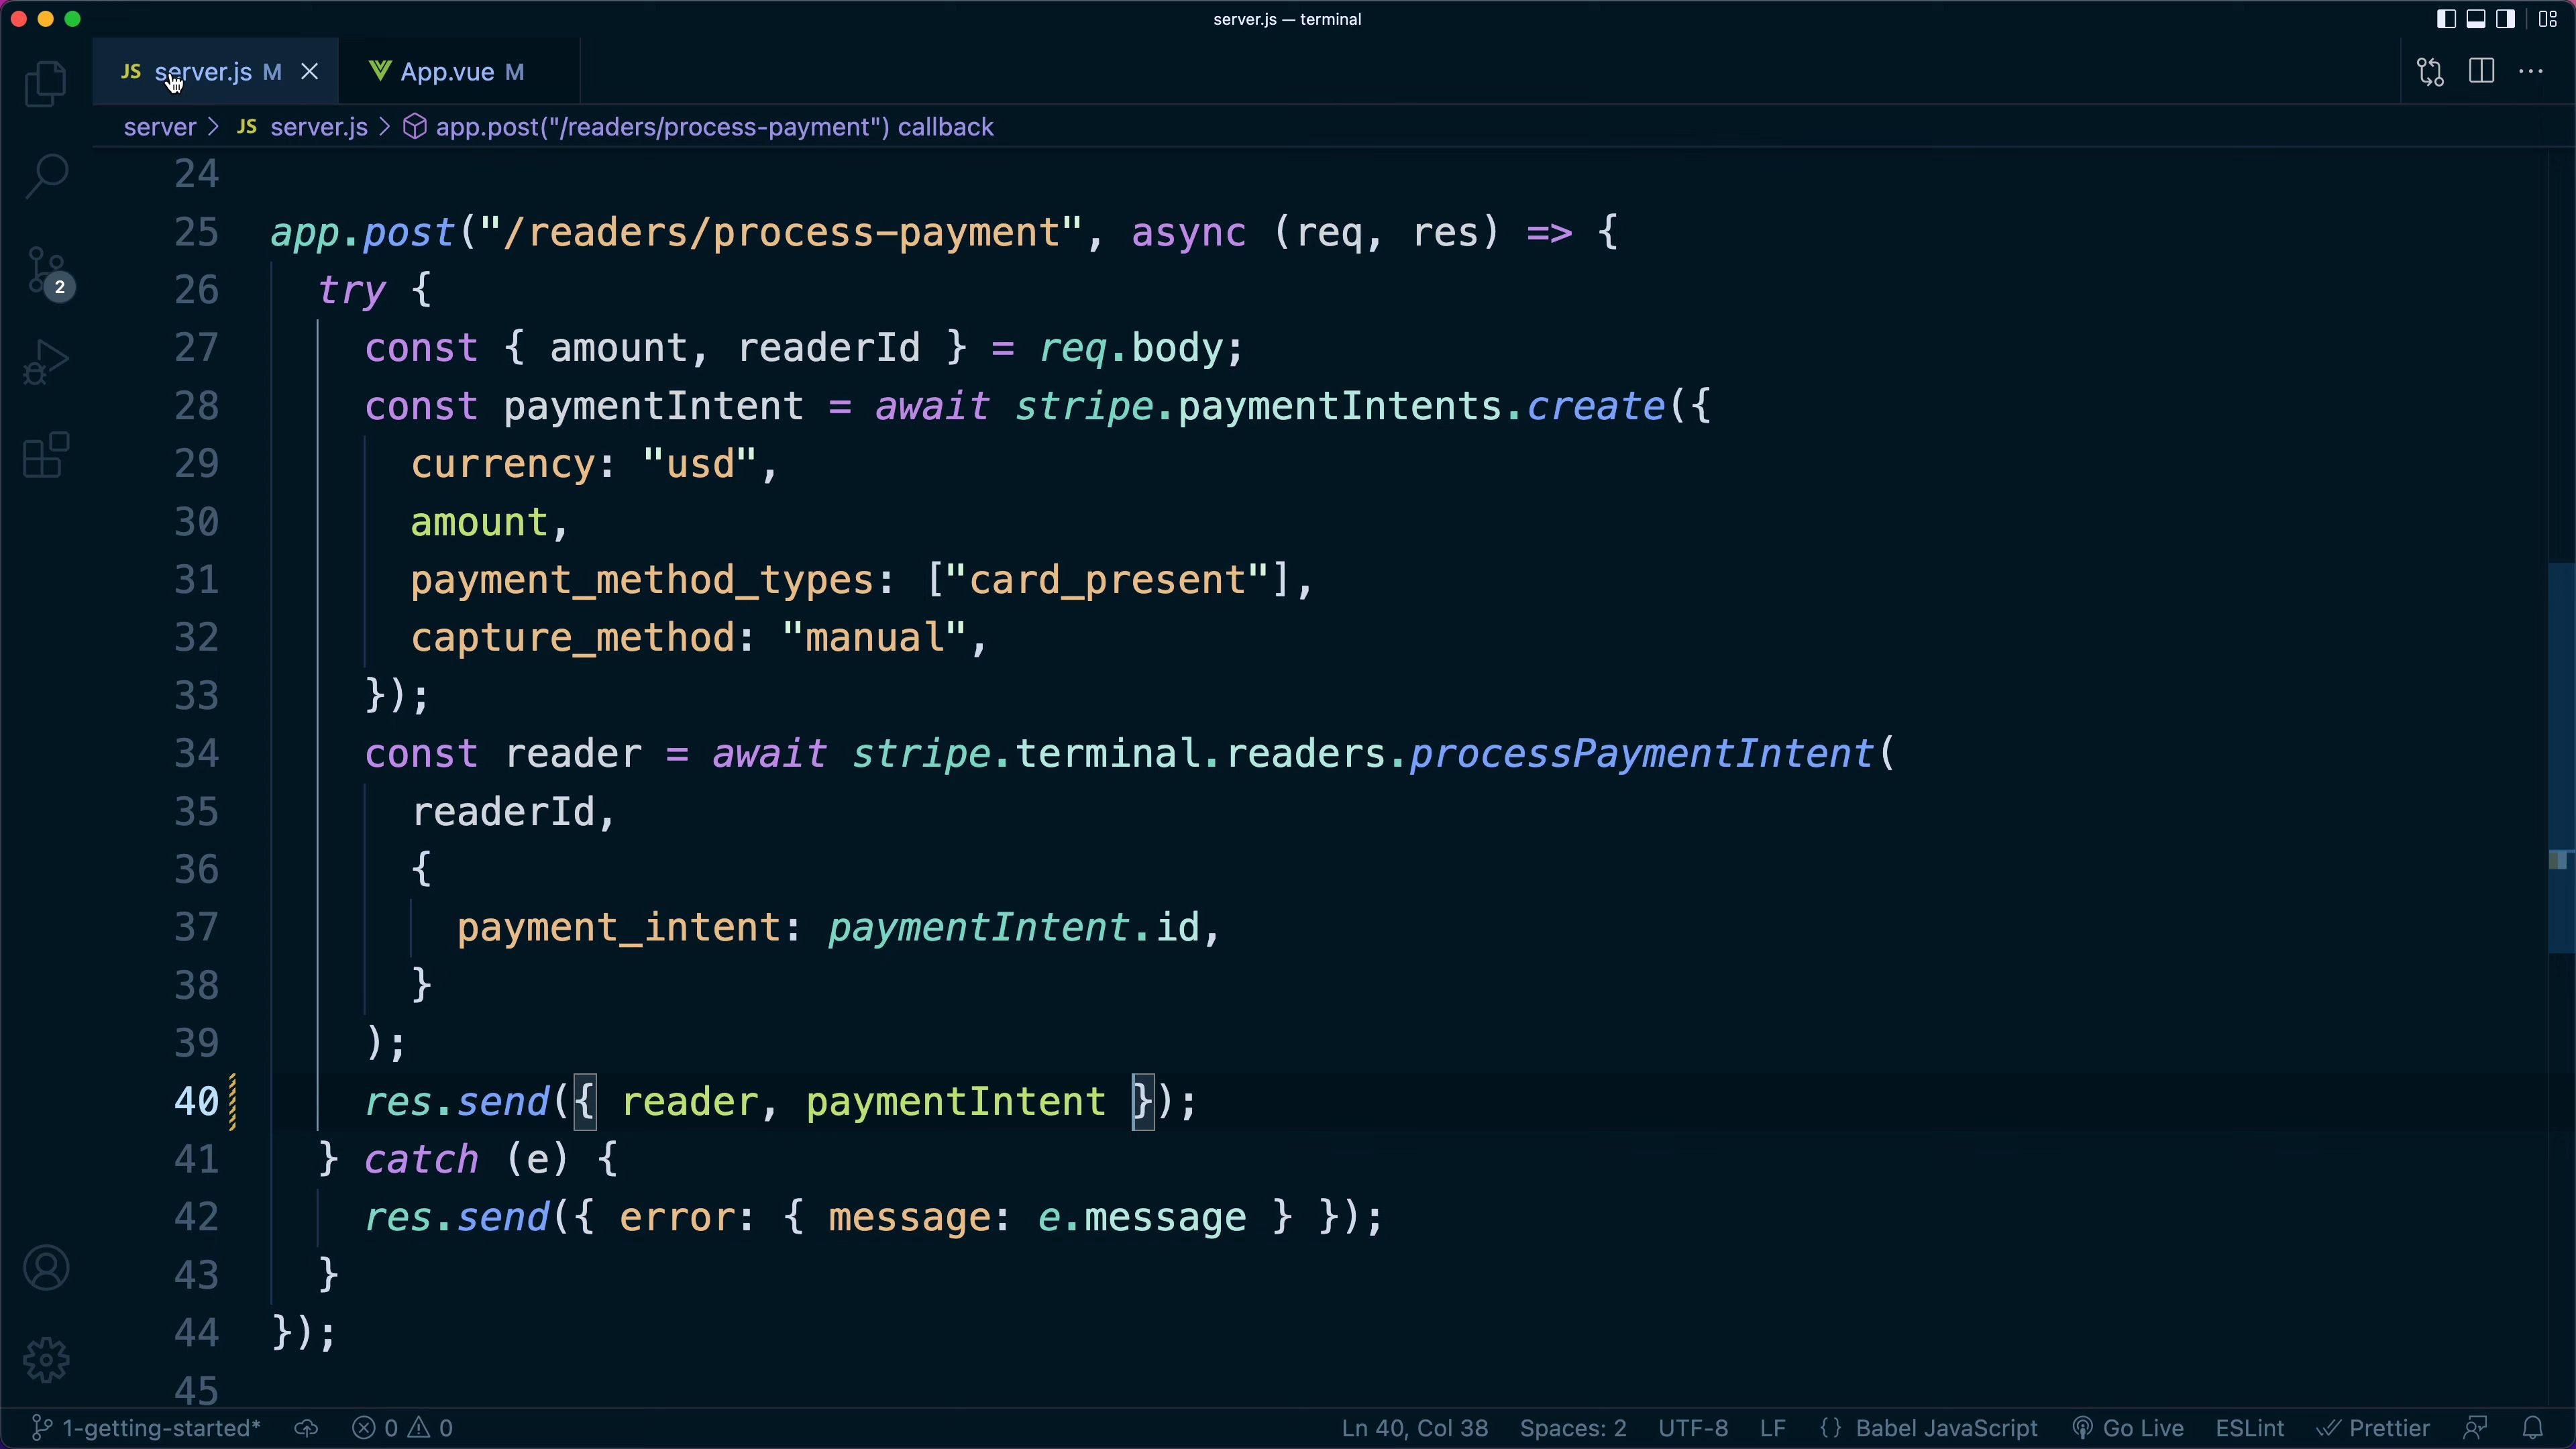 server.js — terminal
JS server.js M
App.vue M
server > JS server.js > app.post("/readers/process-payment") callback
24
25 app.post("/readers/process-payment", async (req, res) => {
26 try {
27 const { amount, readerId } = req.body;
28 const paymentIntent = await stripe.paymentIntents.create({
29 currency: "usd",
30 amount,
31 payment_method_types: ["card_present"],
32 capture_method: "manual",
33 });
34 const reader = await stripe.terminal.readers.processPaymentIntent(
35 readerId,
36 {
37 payment_intent: paymentIntent.id,
38 }
39 );
40 res.send({ reader, paymentIntent });
41 } catch (e) {
42 res.send({ error: { message: e.message } });
43 }
44 });
45
2
1-getting-started* 0 0 Ln 40, Col 38 Spaces: 2 UTF-8 LF {} Babel JavaScript Go Live ESLint Prettier